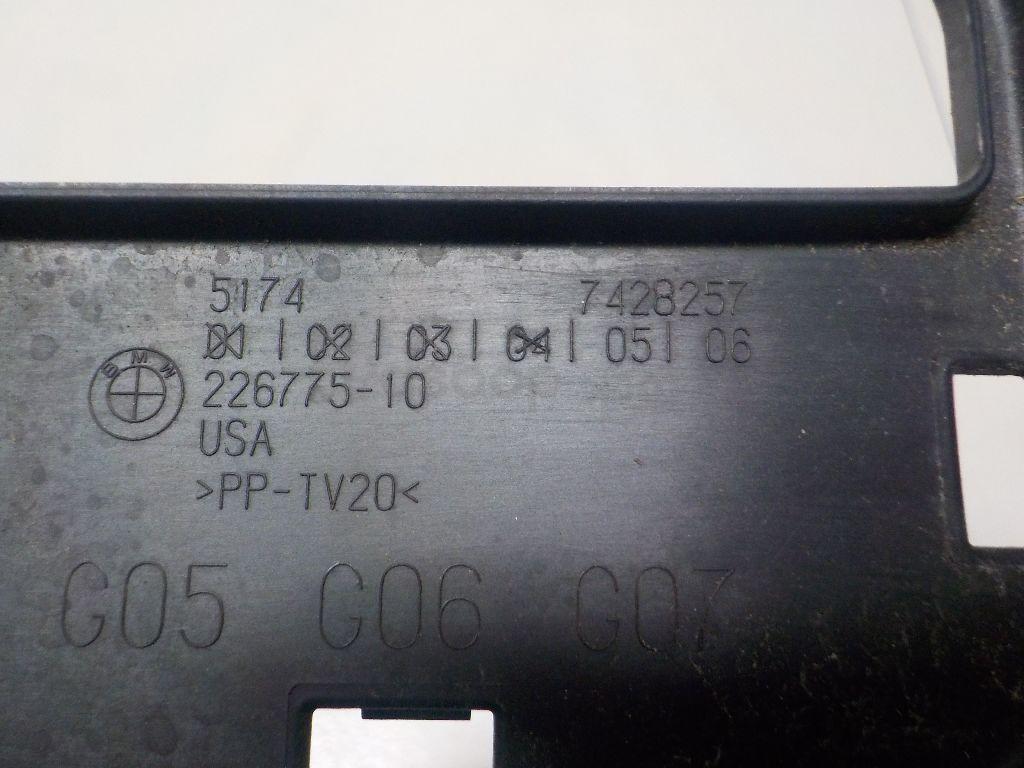 5174 7428257
01 | 02 | 03 | 04 | 05 | 06
BMW
226775-10
USA
>PP-TV20<
G05 G06 G07